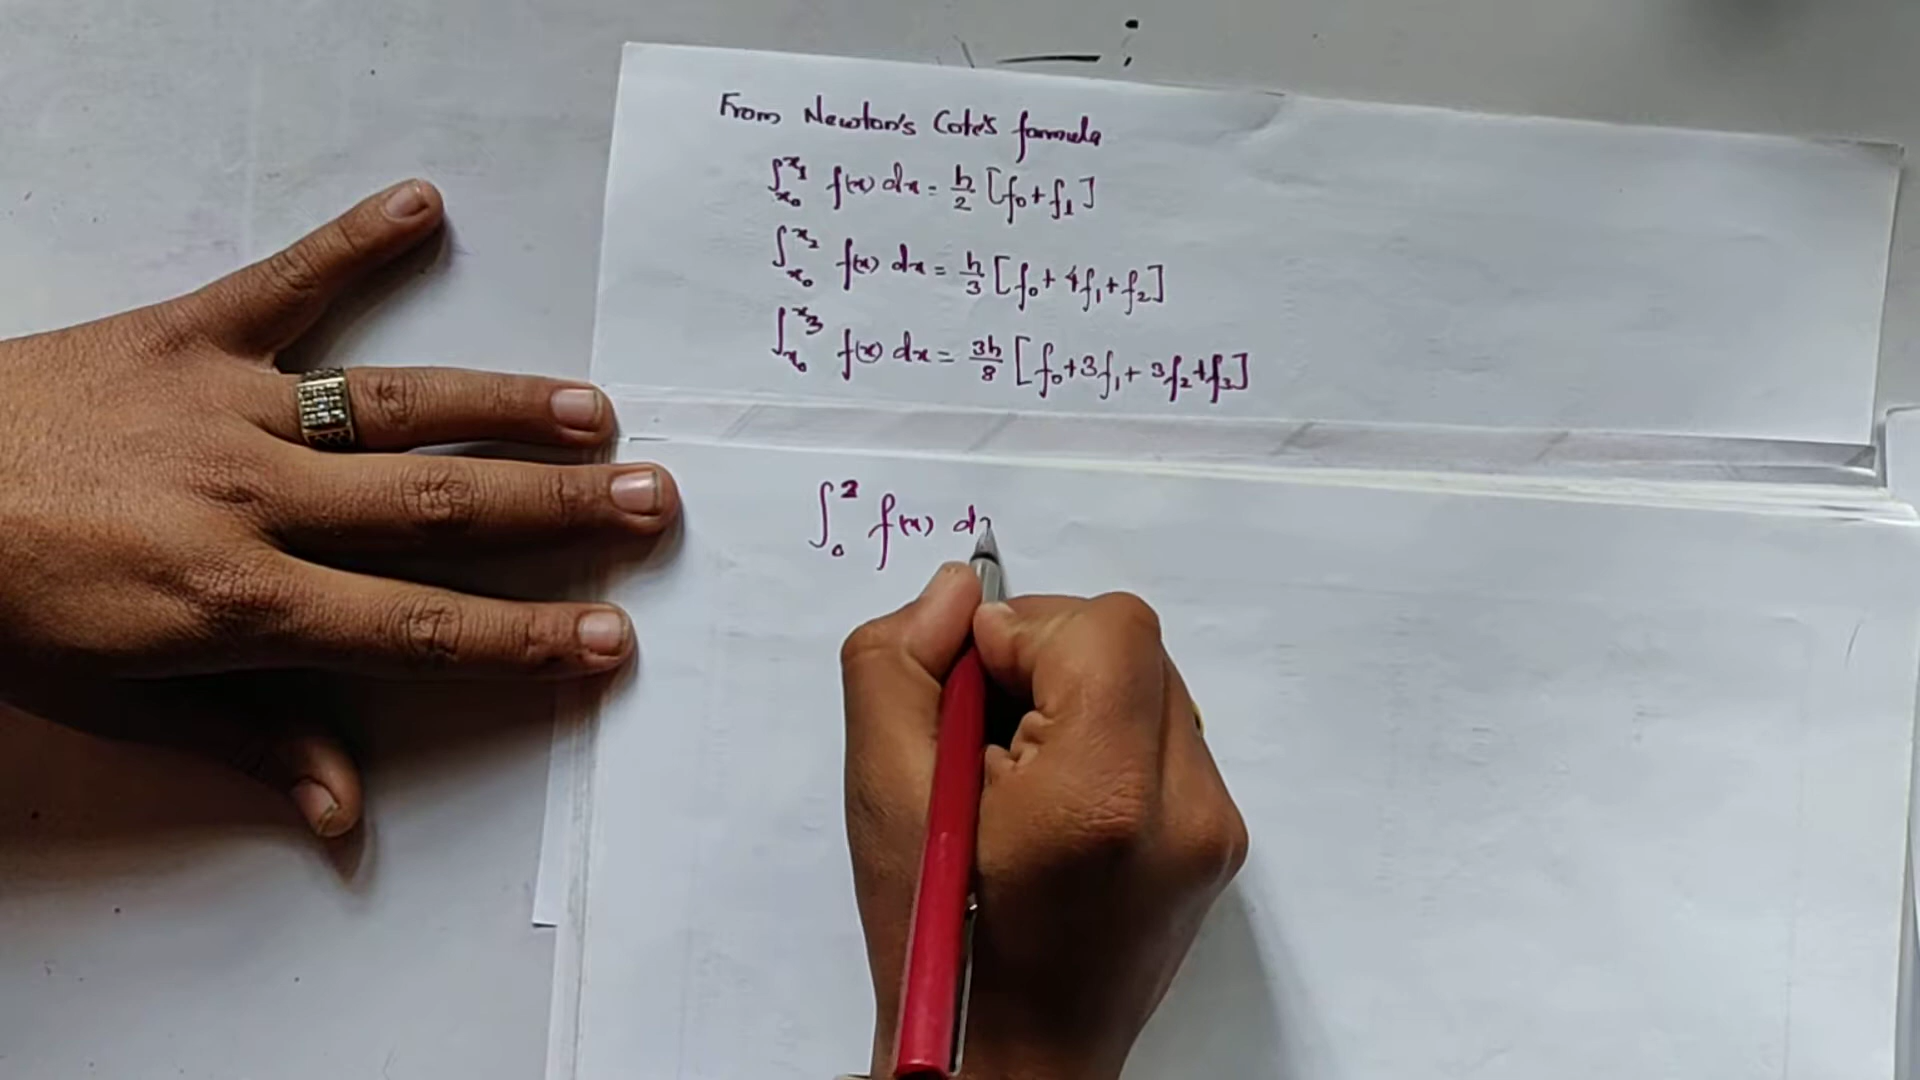 From Newton's Cote's formula
∫_{x₀}^{x₁} f(x) dx = h/2 [f₀ + f₁]
∫_{x₀}^{x₂} f(x) dx = h/3 [f₀ + 4f₁ + f₂]
∫_{x₀}^{x₃} f(x) dx = 3h/8 [f₀ + 3f₁ + 3f₂ + f₃]
∫₀² f(x) dx